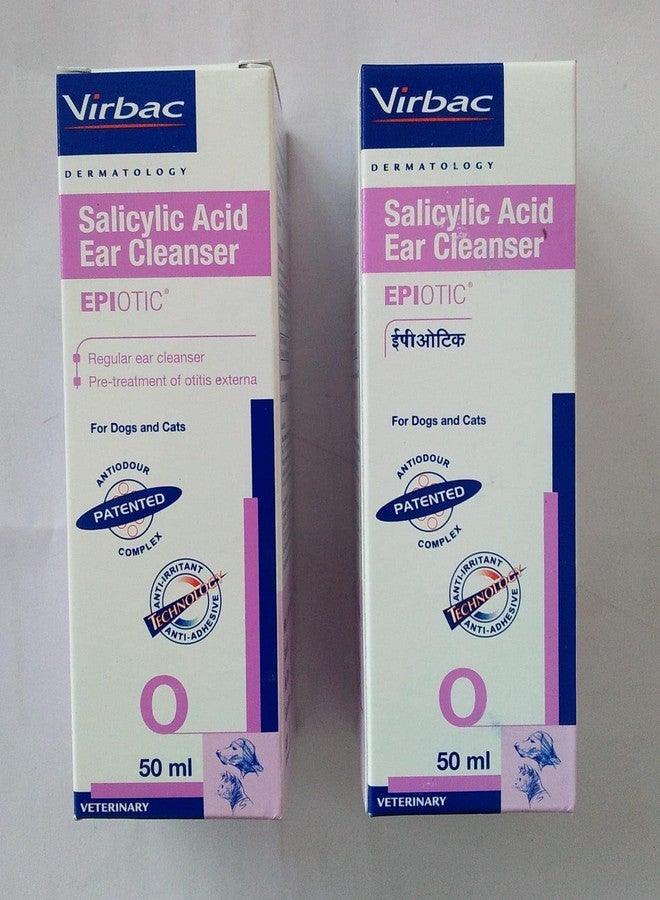 Virbac
DERMATOLOGY
Salicylic Acid
Ear Cleanser
EPIOTIC®
Regular ear cleanser
Pre-treatment of otitis externa
For Dogs and Cats
ANTIODOUR
PATENTED
COMPLEX
ANTI-IRRITANT
TECHNOLOGY
ANTI-ADHESIVE
O
50 ml
VETERINARY
Virbac
DERMATOLOGY
Salicylic Acid
Ear Cleanser
EPIOTIC®
ईपीओटिक
For Dogs and Cats
ANTIODOUR
PATENTED
COMPLEX
ANTI-IRRITANT
TECHNOLOGY
ANTI-ADHESIVE
O
50 ml
VETERINARY